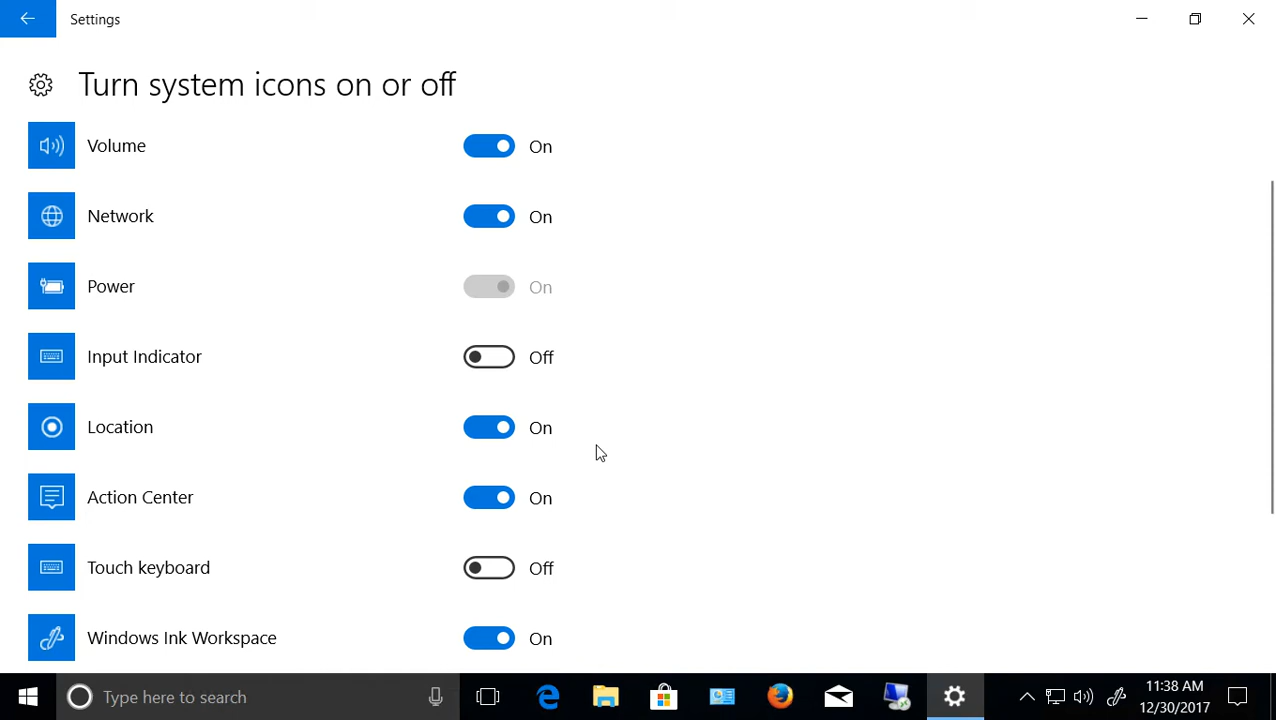 Settings
Turn system icons on or off
Volume On
Network On
Power On
Input Indicator Off
Location On
Action Center On
Touch keyboard Off
Windows Ink Workspace On
Type here to search
11:38 AM
12/30/2017